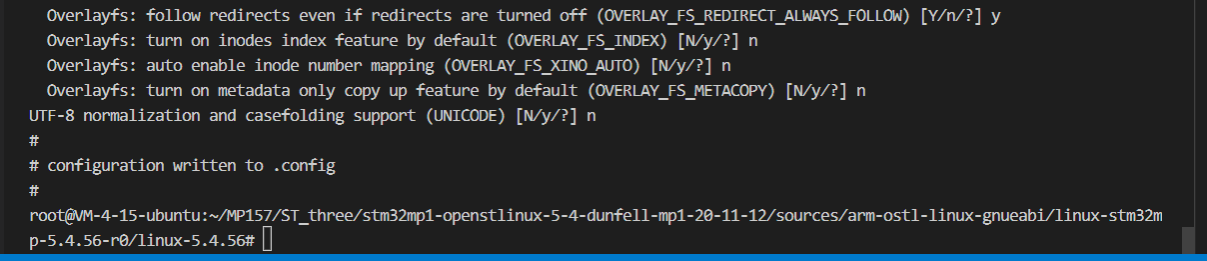 Overlayfs: follow redirects even if redirects are turned off (OVERLAY_FS_REDIRECT_ALWAYS_FOLLOW) [Y/n/?] y
Overlayfs: turn on inodes index feature by default (OVERLAY_FS_INDEX) [N/y/?] n
Overlayfs: auto enable inode number mapping (OVERLAY_FS_XINO_AUTO) [N/y/?] n
Overlayfs: turn on metadata only copy up feature by default (OVERLAY_FS_METACOPY) [N/y/?] n
UTF-8 normalization and casefolding support (UNICODE) [N/y/?] n
#
# configuration written to .config
#
root@VM-4-15-ubuntu:~/MP157/ST_three/stm32mp1-openstlinux-5-4-dunfell-mp1-20-11-12/sources/arm-ostl-linux-gnueabi/linux-stm32m
p-5.4.56-r0/linux-5.4.56#